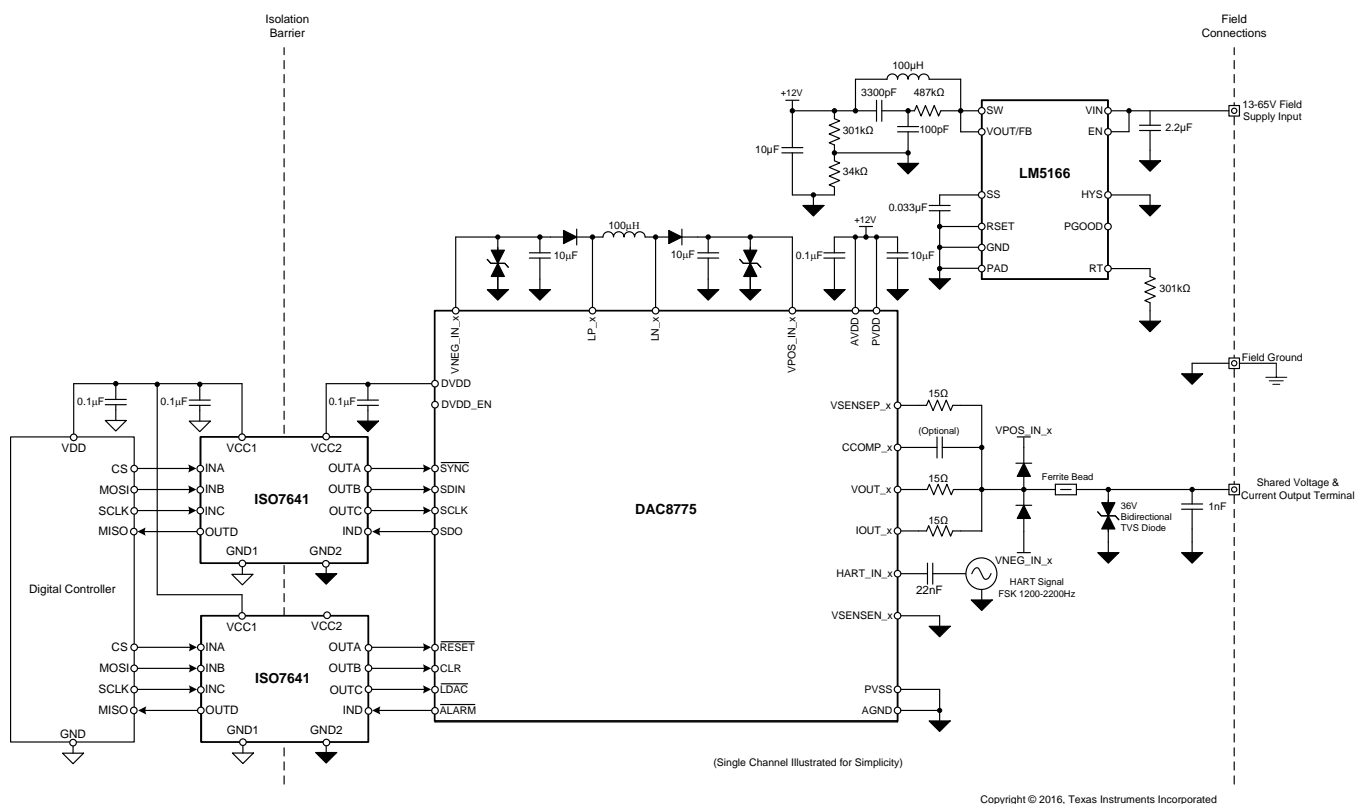 Isolation
Barrier
Field
Connections
100µH
3300pF
487kΩ
+12V
301kΩ
100pF
10µF
34kΩ
SW
VOUT/FB
VIN
EN
LM5166
SS
RSET
GND
PAD
HYS
PGOOD
RT
2.2µF
13-65V Field
Supply Input
0.033µF
301kΩ
100µH
10µF
10µF
+12V
0.1µF
10µF
VNEG_IN_x
LP_x
LN_x
VPOS_IN_x
AVDD
PVDD
Field Ground
0.1µF
0.1µF
0.1µF
DVDD
DVDD_EN
VDD
VCC1
VCC2
CS
MOSI
SCLK
MISO
INA
INB
INC
OUTD
ISO7641
OUTA
OUTB
OUTC
IND
GND1
GND2
SYNC
SDIN
SCLK
SDO
DAC8775
VSENSEP_x
CCOMP_x
VOUT_x
IOUT_x
HART_IN_x
VSENSEN_x
PVSS
AGND
15Ω
(Optional)
15Ω
15Ω
VPOS_IN_x
VNEG_IN_x
Ferrite Bead
36V
Bidirectional
TVS Diode
1nF
Shared Voltage &
Current Output Terminal
22nF
HART Signal
FSK 1200-2200Hz
Digital Controller
VCC1
VCC2
CS
MOSI
SCLK
MISO
INA
INB
INC
OUTD
ISO7641
OUTA
OUTB
OUTC
IND
RESET
CLR
LDAC
ALARM
GND
GND1
GND2
(Single Channel Illustrated for Simplicity)
Copyright © 2016, Texas Instruments Incorporated